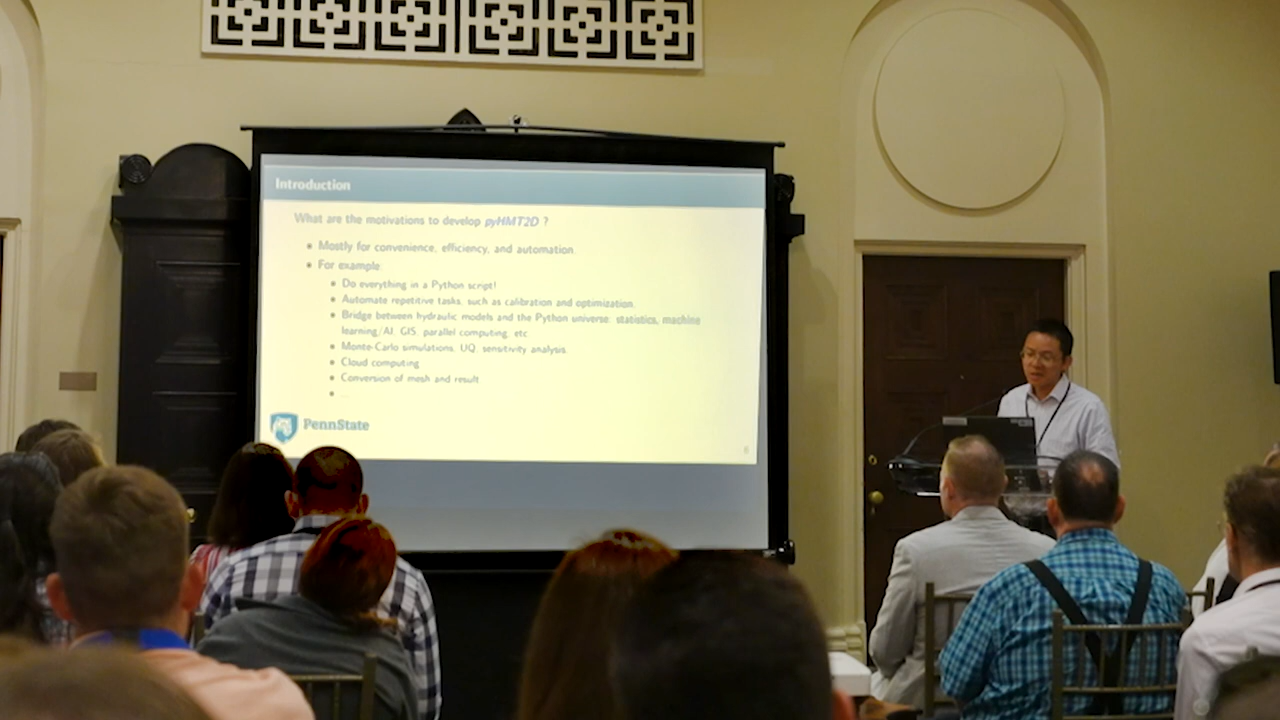 Introduction
What are the motivations to develop pyHMT2D ?
Mostly for convenience, efficiency, and automation.
For example:
Do everything in a Python script!
Automate repetitive tasks, such as calibration and optimization.
Bridge between hydraulic models and the Python universe: statistics, machine
learning/AI, GIS, parallel computing, etc
Monte-Carlo simulations, UQ, sensitivity analysis
Cloud computing
Conversion of mesh and result
PennState
6